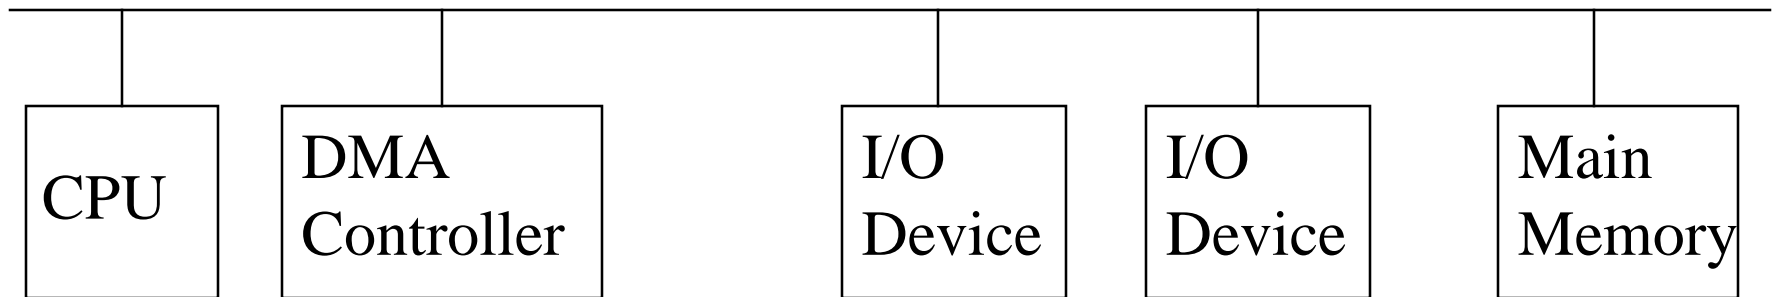 CPU
DMA
Controller
I/O
Device
I/O
Device
Main
Memory